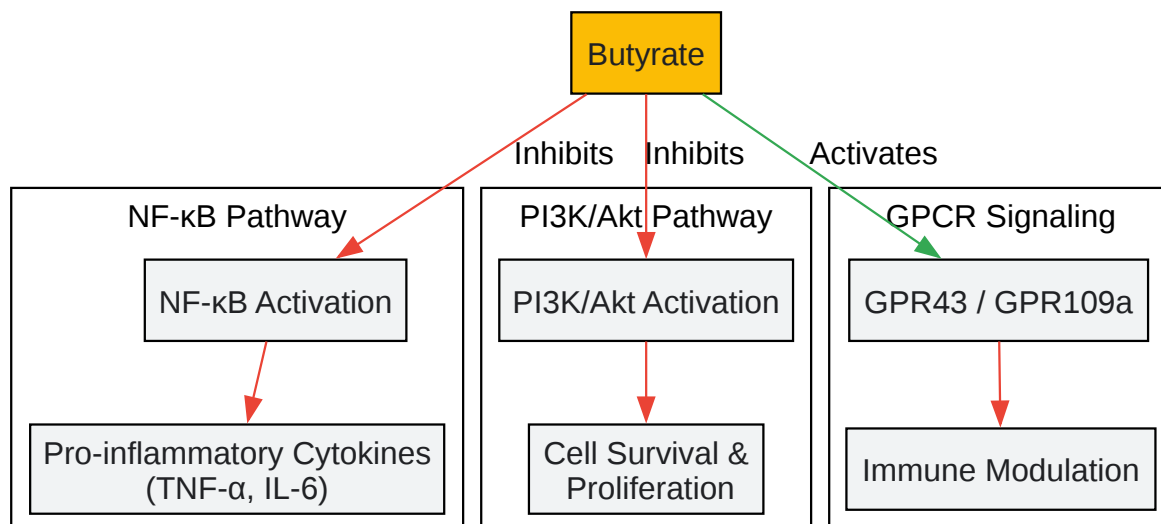 Butyrate
Inhibits
Inhibits
Activates
NF-κB Pathway
PI3K/Akt Pathway
GPCR Signaling
NF-κB Activation
PI3K/Akt Activation
GPR43 / GPR109a
Pro-inflammatory Cytokines
(TNF-α, IL-6)
Cell Survival &
Proliferation
Immune Modulation